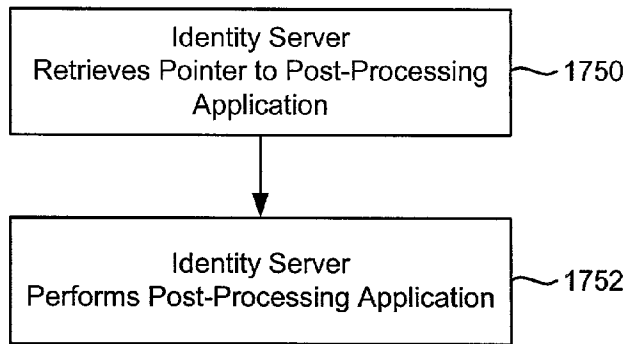 Identity Server
Retrieves Pointer to Post-Processing
Application
1750
Identity Server
Performs Post-Processing Application
1752